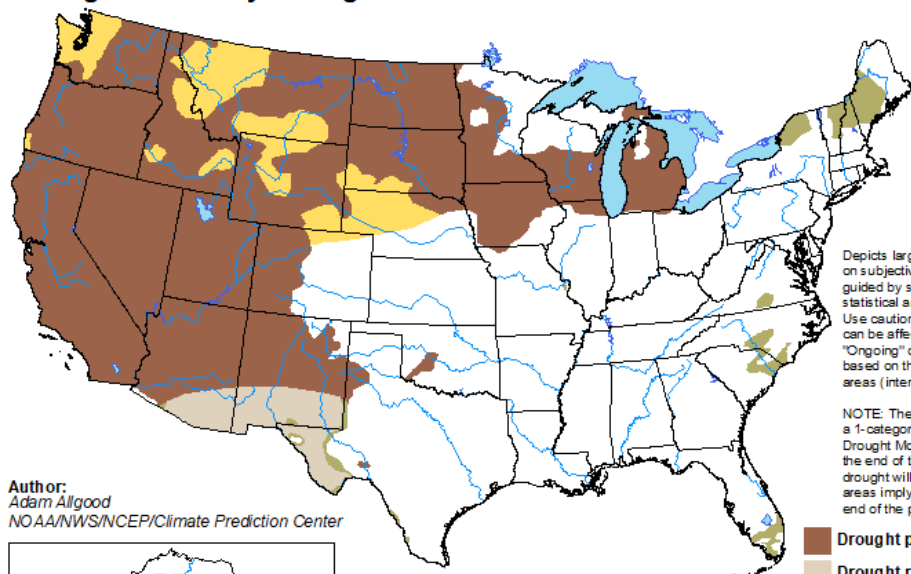 Depicts larg
on subjectiv
guided by s
statistical a
Use caution
can be affe
"Ongoing" d
based on th
areas (inter
NOTE: The
a 1-categor
Drought Mo
the end of t
drought will
areas imply
end of the p
Author:
Adam Allgood
NOAA/NWS/NCEP/Climate Prediction Center
Drought p
Drought p